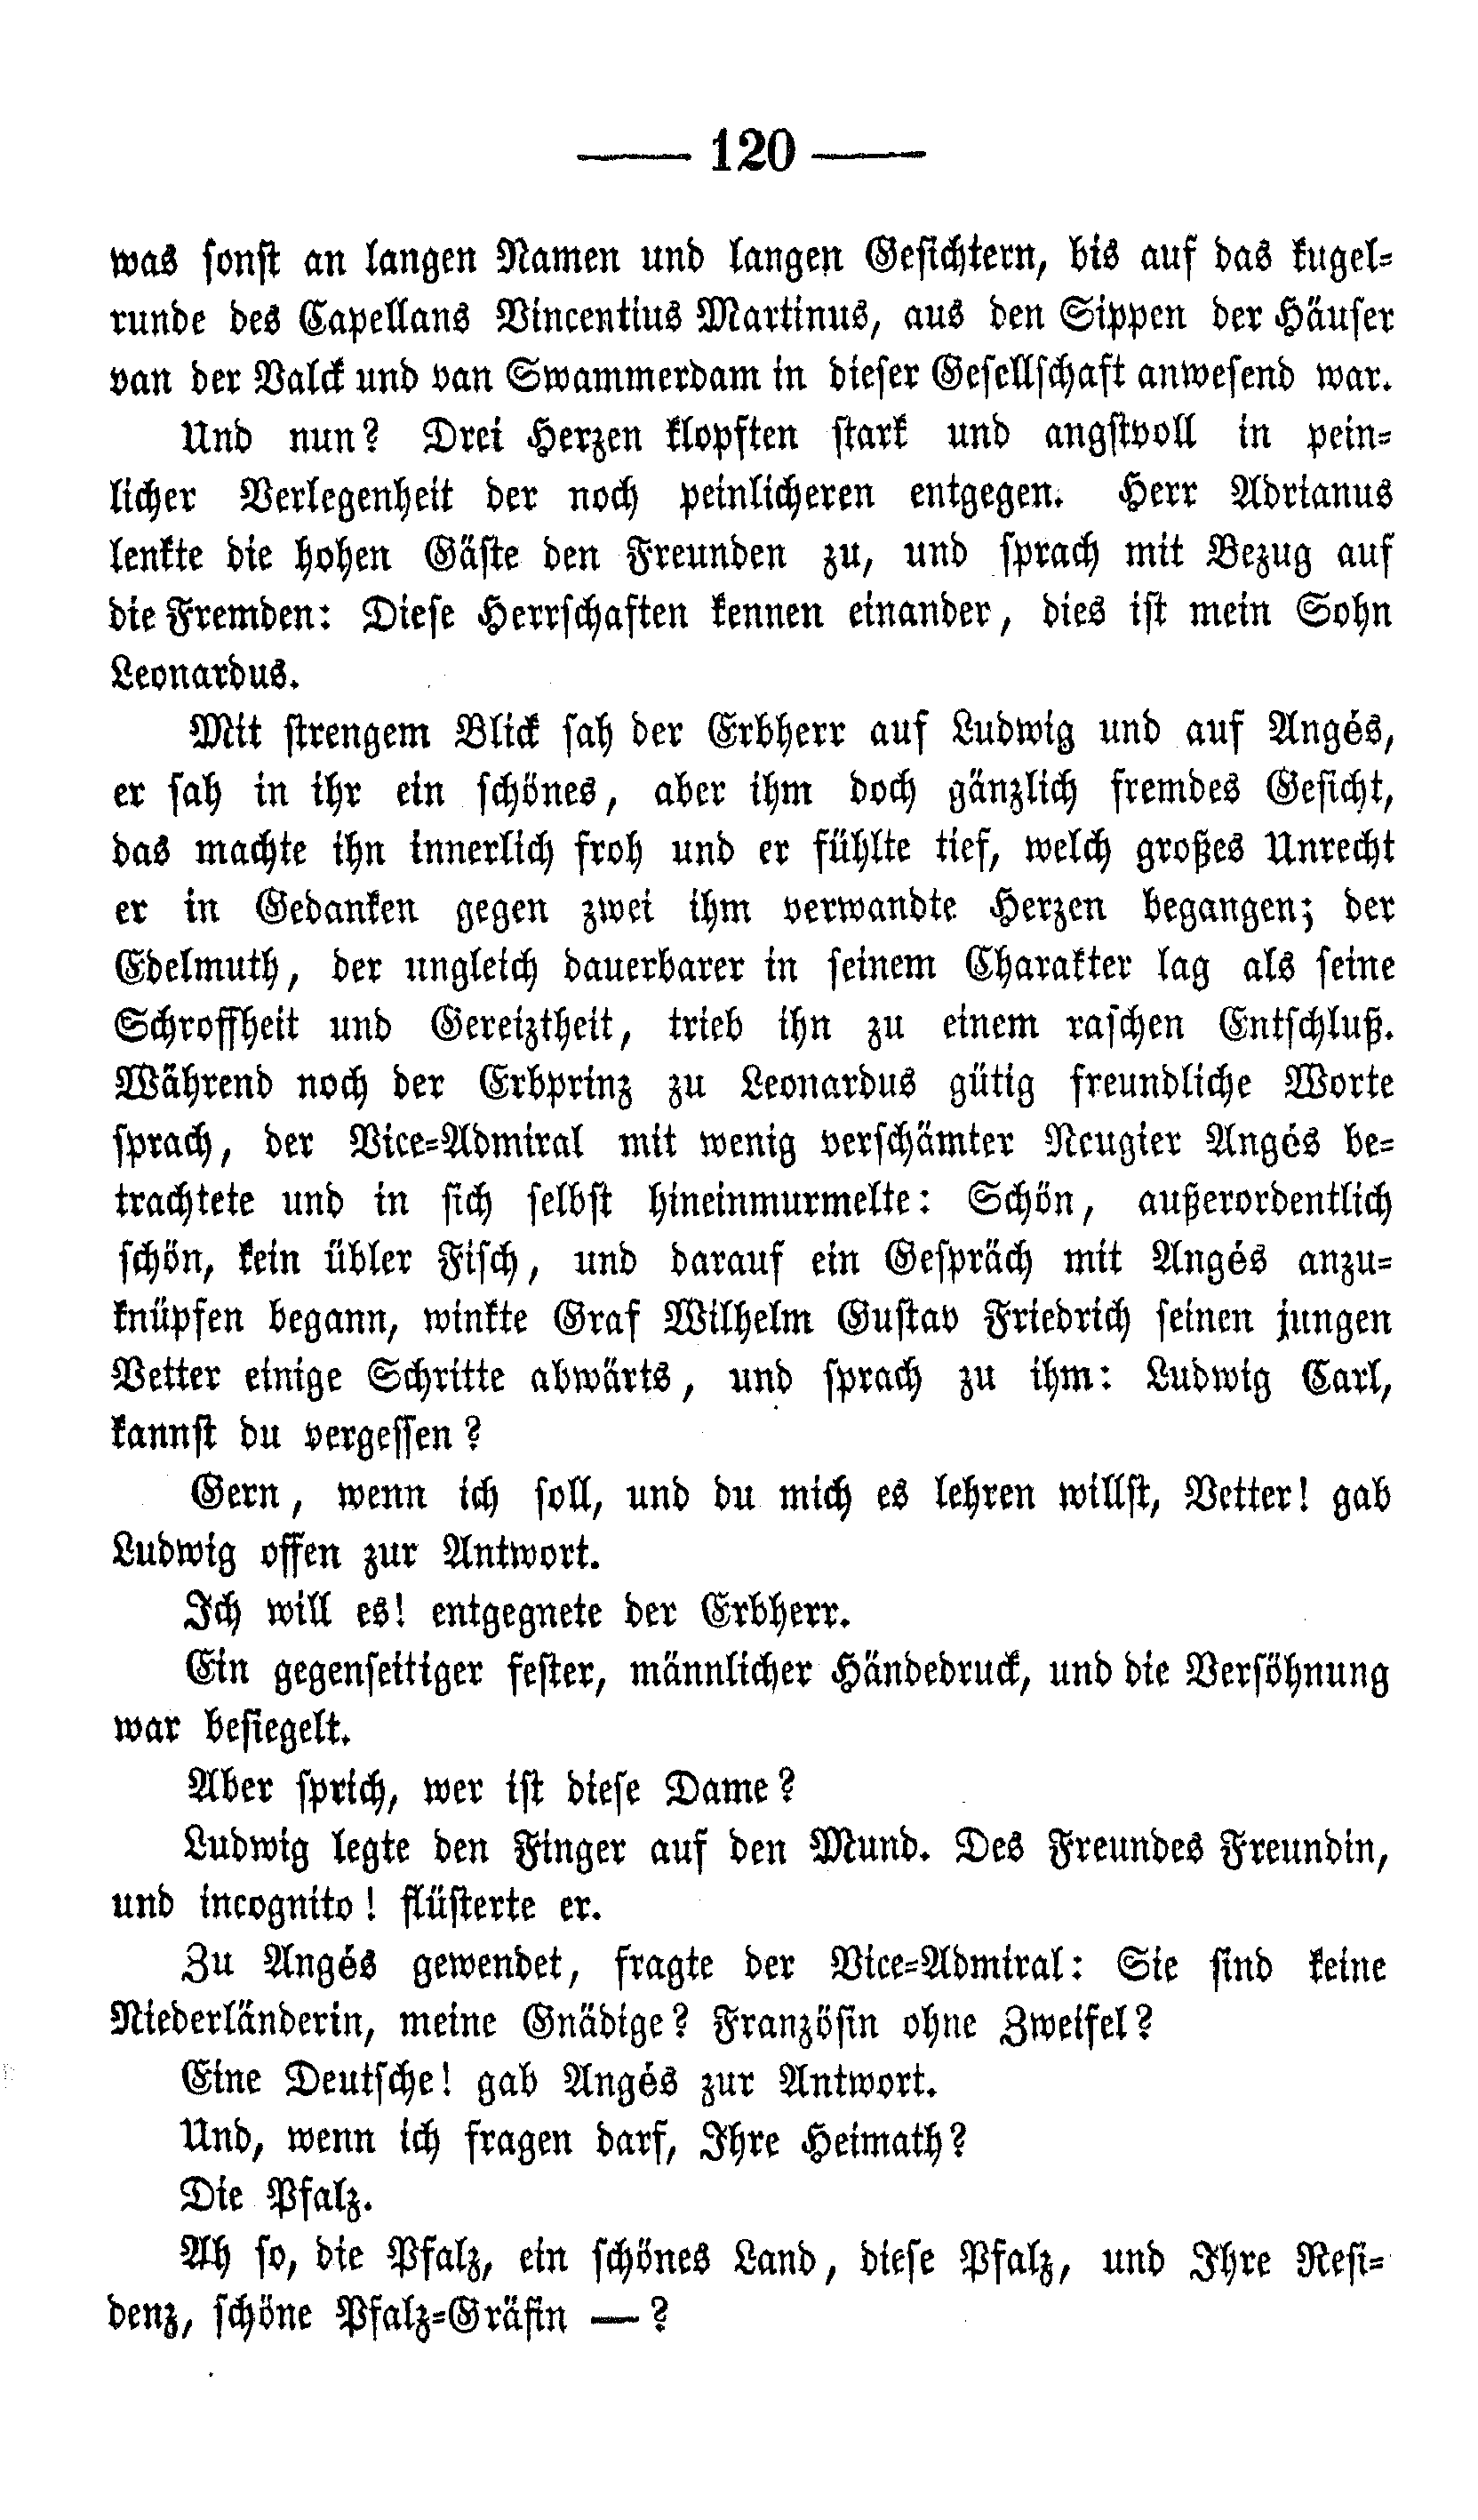 — 120 —
was sonst an langen Namen und langen Gesichtern, bis auf das kugel-
runde des Capellans Vincentius Martinus, aus den Sippen der Häuser
van der Valck und van Swammerdam in dieser Gesellschaft anwesend war.
Und nun? Drei Herzen klopften stark und angstvoll in pein-
licher Verlegenheit der noch peinlicheren entgegen. Herr Adrianus
lenkte die hohen Gäste den Freunden zu, und sprach mit Bezug auf
die Fremden: Diese Herrschaften kennen einander, dies ist mein Sohn
Leonardus.
Mit strengem Blick sah der Erbherr auf Ludwig und auf Angés,
er sah in ihr ein schönes, aber ihm doch gänzlich fremdes Gesicht,
das machte ihn innerlich froh und er fühlte tief, welch großes Unrecht
er in Gedanken gegen zwei ihm verwandte Herzen begangen; der
Edelmuth, der ungleich dauerbarer in seinem Charakter lag als seine
Schroffheit und Gereiztheit, trieb ihn zu einem raschen Entschluß.
Während noch der Erbprinz zu Leonardus gütig freundliche Worte
sprach, der Vice-Admiral mit wenig verschämter Neugier Angés be-
trachtete und in sich selbst hineinmurmelte: Schön, außerordentlich
schön, kein übler Fisch, und darauf ein Gespräch mit Angés anzu-
knüpfen begann, winkte Graf Wilhelm Gustav Friedrich seinen jungen
Vetter einige Schritte abwärts, und sprach zu ihm: Ludwig Carl,
kannst du vergessen?
Gern, wenn ich soll, und du mich es lehren willst, Vetter! gab
Ludwig offen zur Antwort.
Ich will es! entgegnete der Erbherr.
Ein gegenseitiger fester, männlicher Händedruck, und die Versöhnung
war besiegelt.
Aber sprich, wer ist diese Dame?
Ludwig legte den Finger auf den Mund. Des Freundes Freundin,
und incognito! flüsterte er.
Zu Angés gewendet, fragte der Vice-Admiral: Sie sind keine
Niederländerin, meine Gnädige? Französin ohne Zweifel?
Eine Deutsche! gab Angés zur Antwort.
Und, wenn ich fragen darf, Ihre Heimath?
Die Pfalz.
Ah so, die Pfalz, ein schönes Land, diese Pfalz, und Ihre Resi-
denz, schöne Pfalz-Gräfin —?